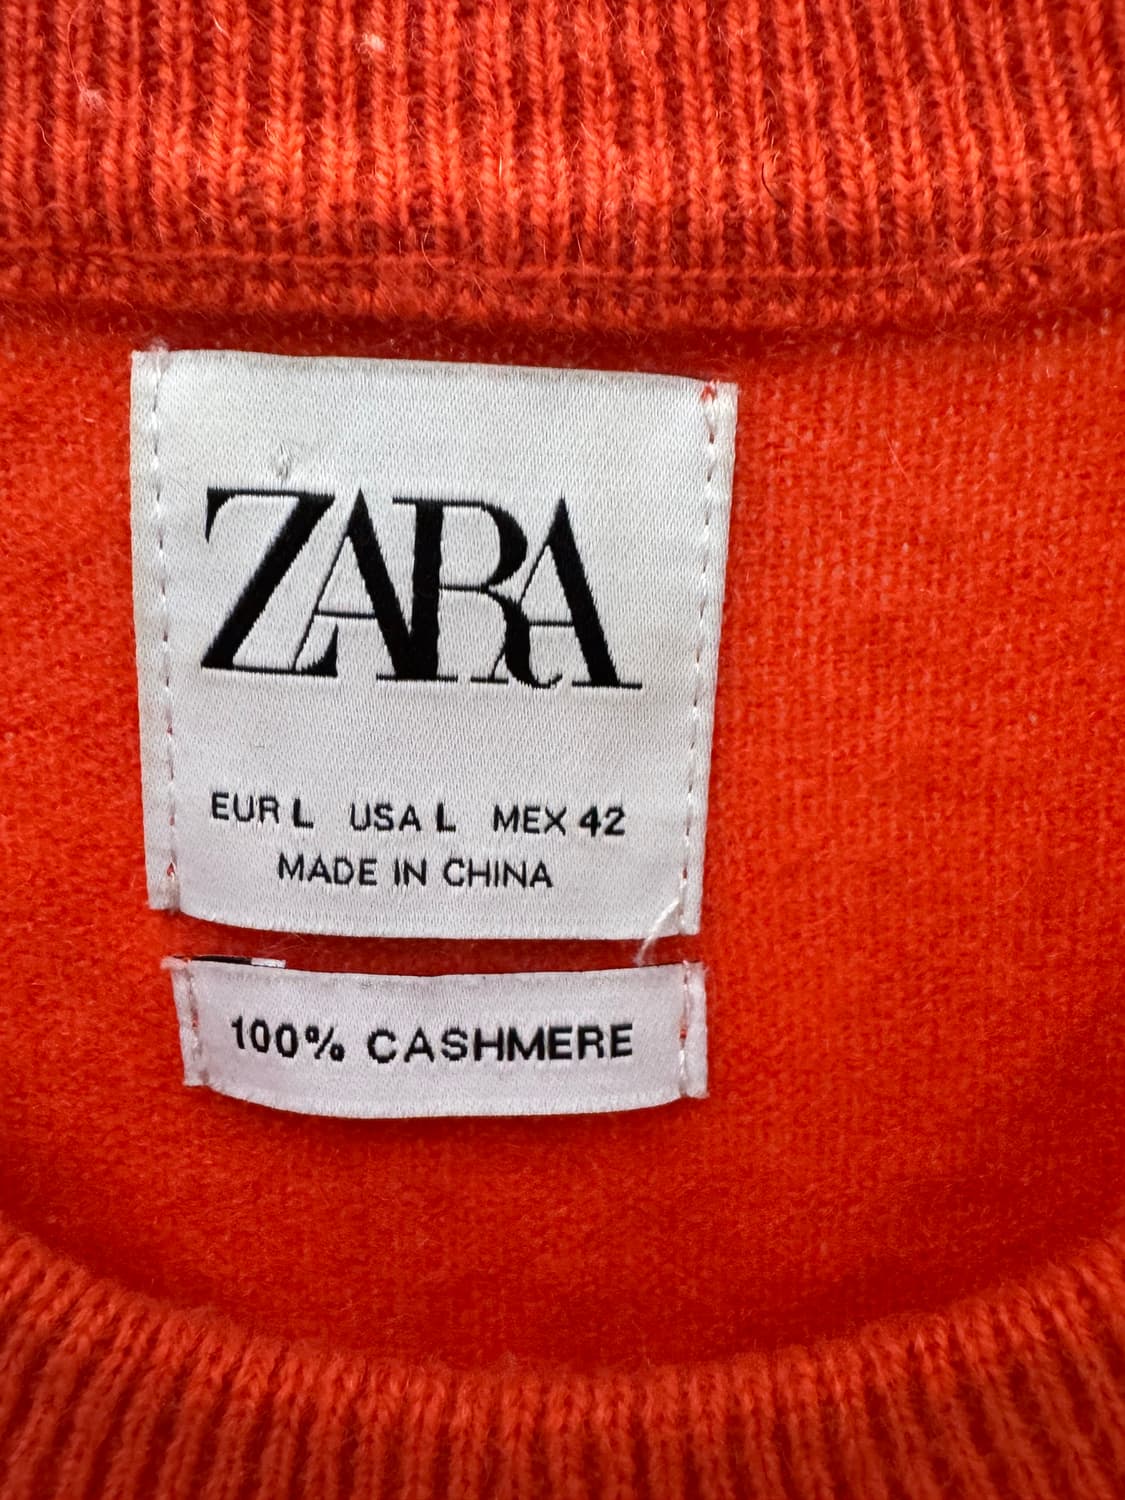 ZARA
EUR L USA L MEX 42
MADE IN CHINA
100% CASHMERE